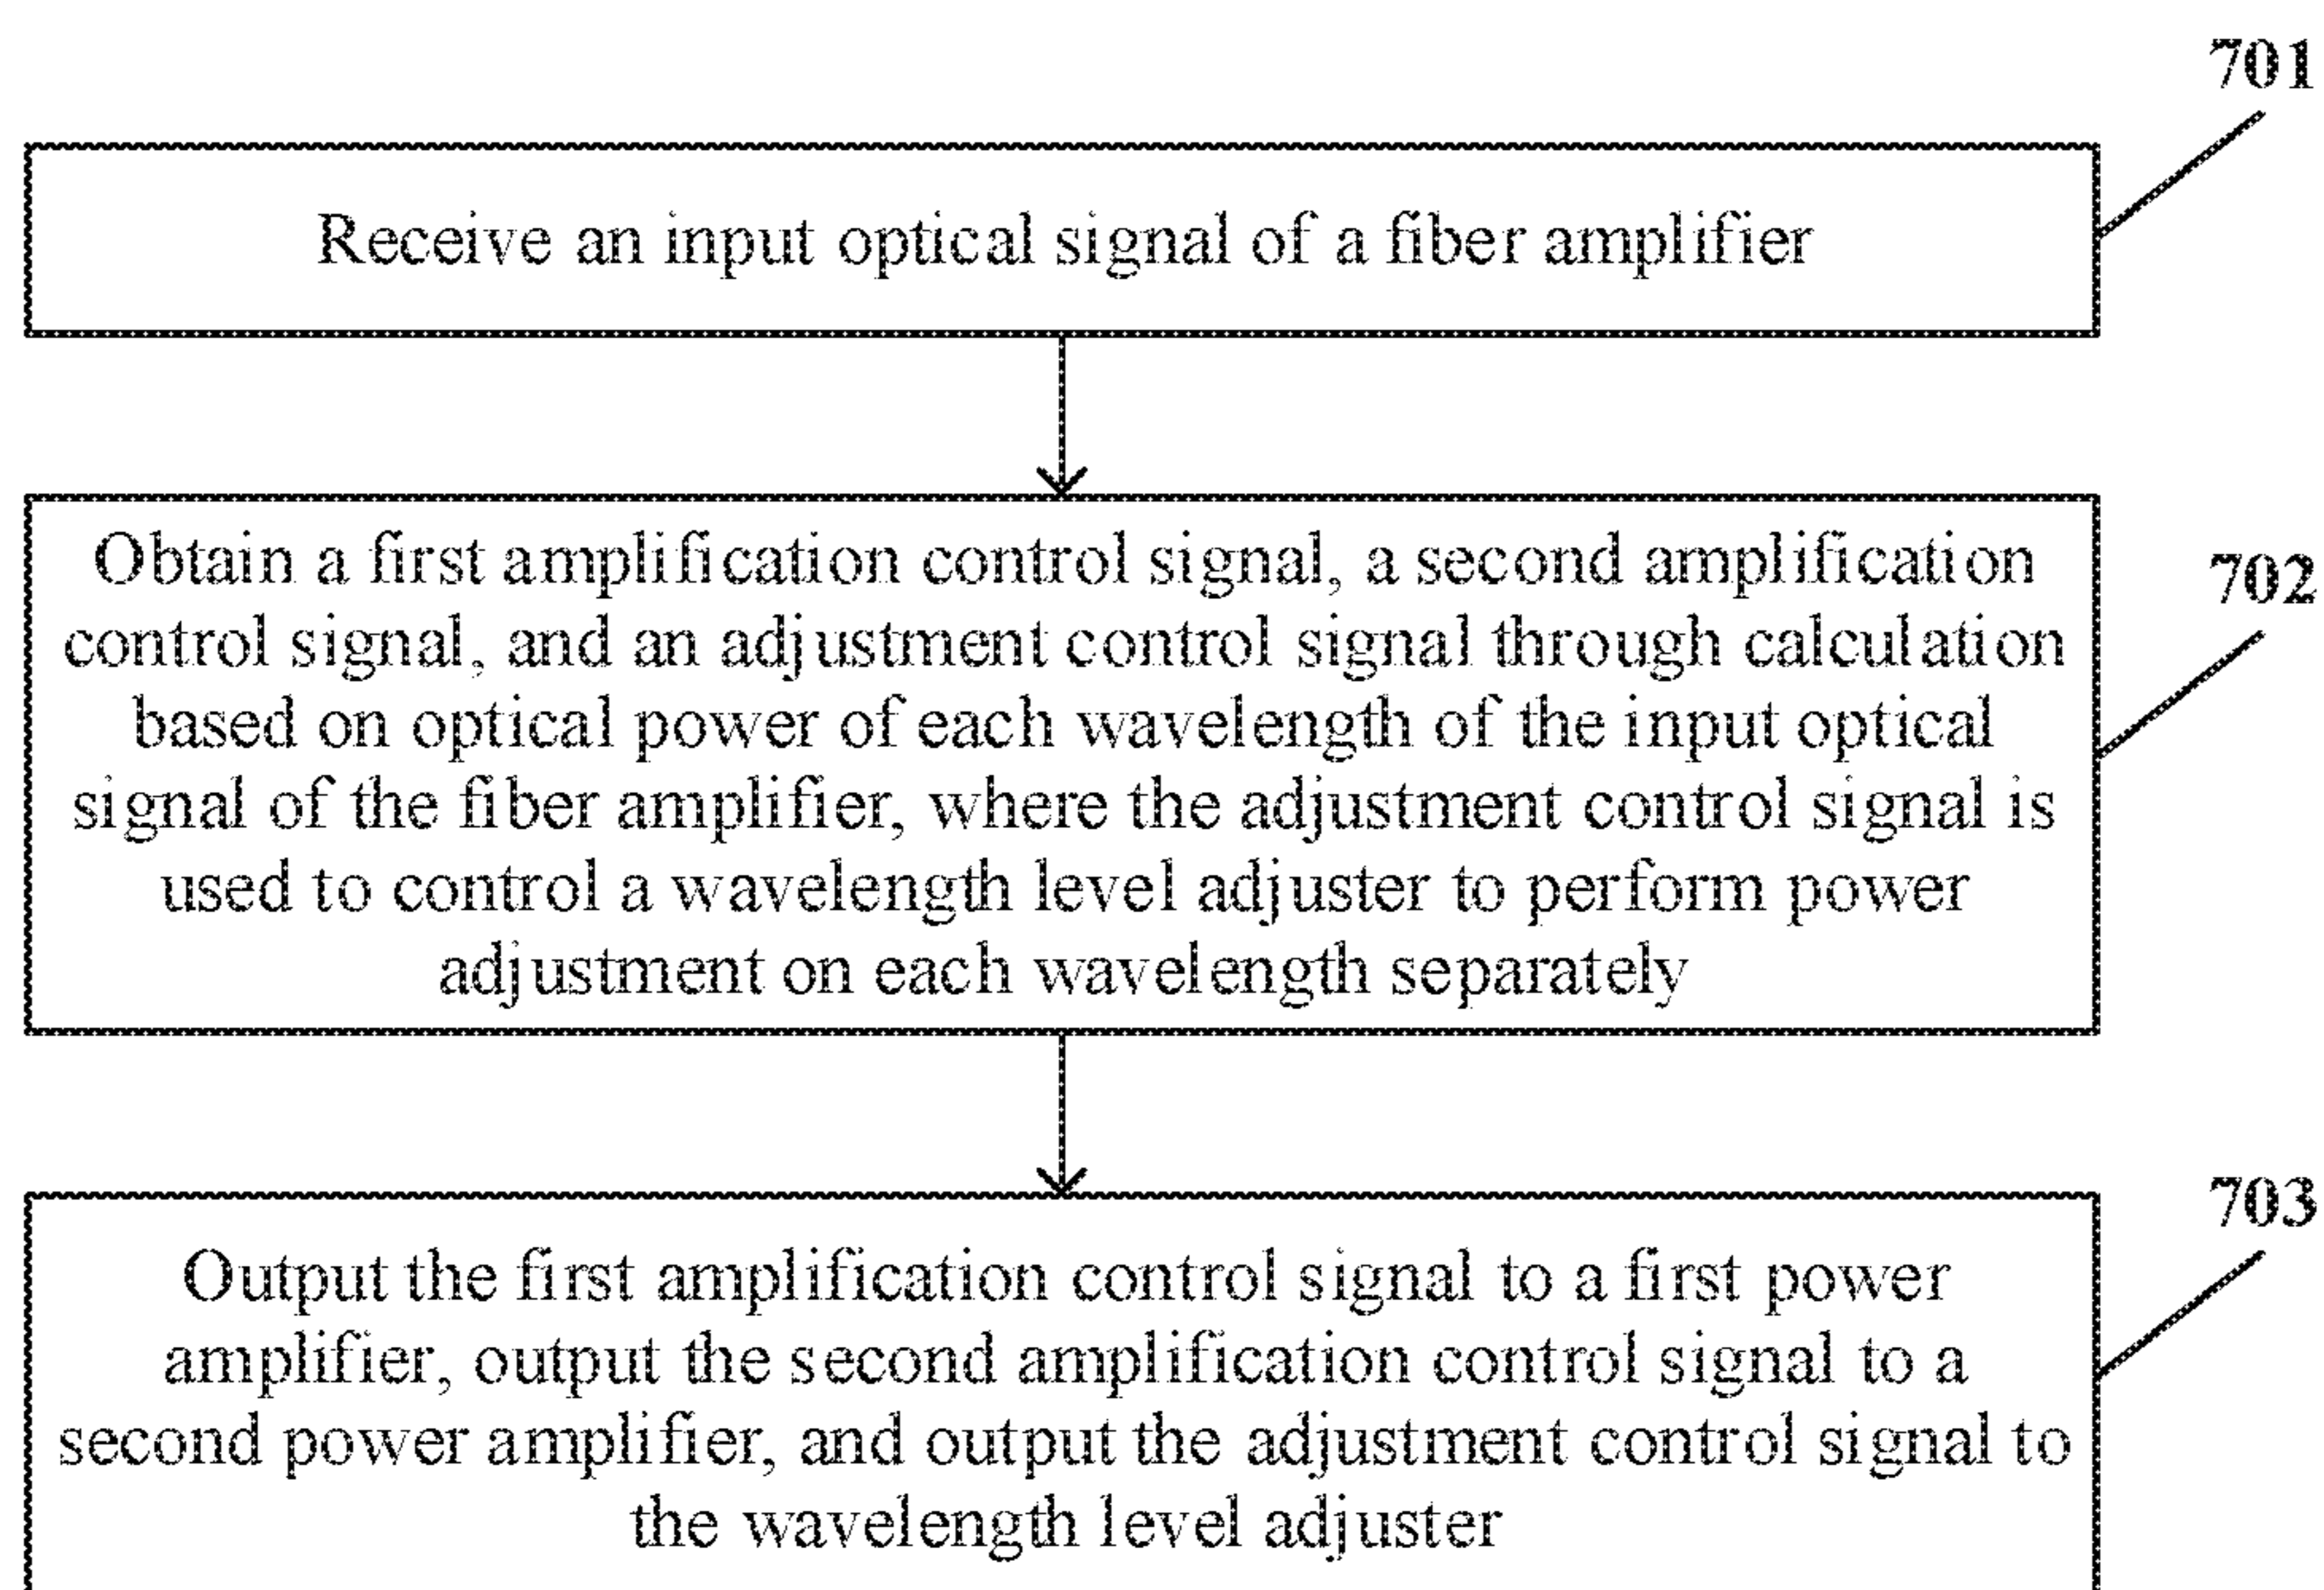 701
Receive an input optical signal of a fiber amplifier
Obtain a first amplification control signal, a second amplification
control signal, and an adjustment control signal through calculation
based on optical power of each wavelength of the input optical
signal of the fiber amplifier, where the adjustment control signal is
used to control a wavelength level adjuster to perform power
adjustment on each wavelength separately
702
Output the first amplification control signal to a first power
amplifier, output the second amplification control signal to a
second power amplifier, and output the adjustment control signal to
the wavelength level adjuster
703